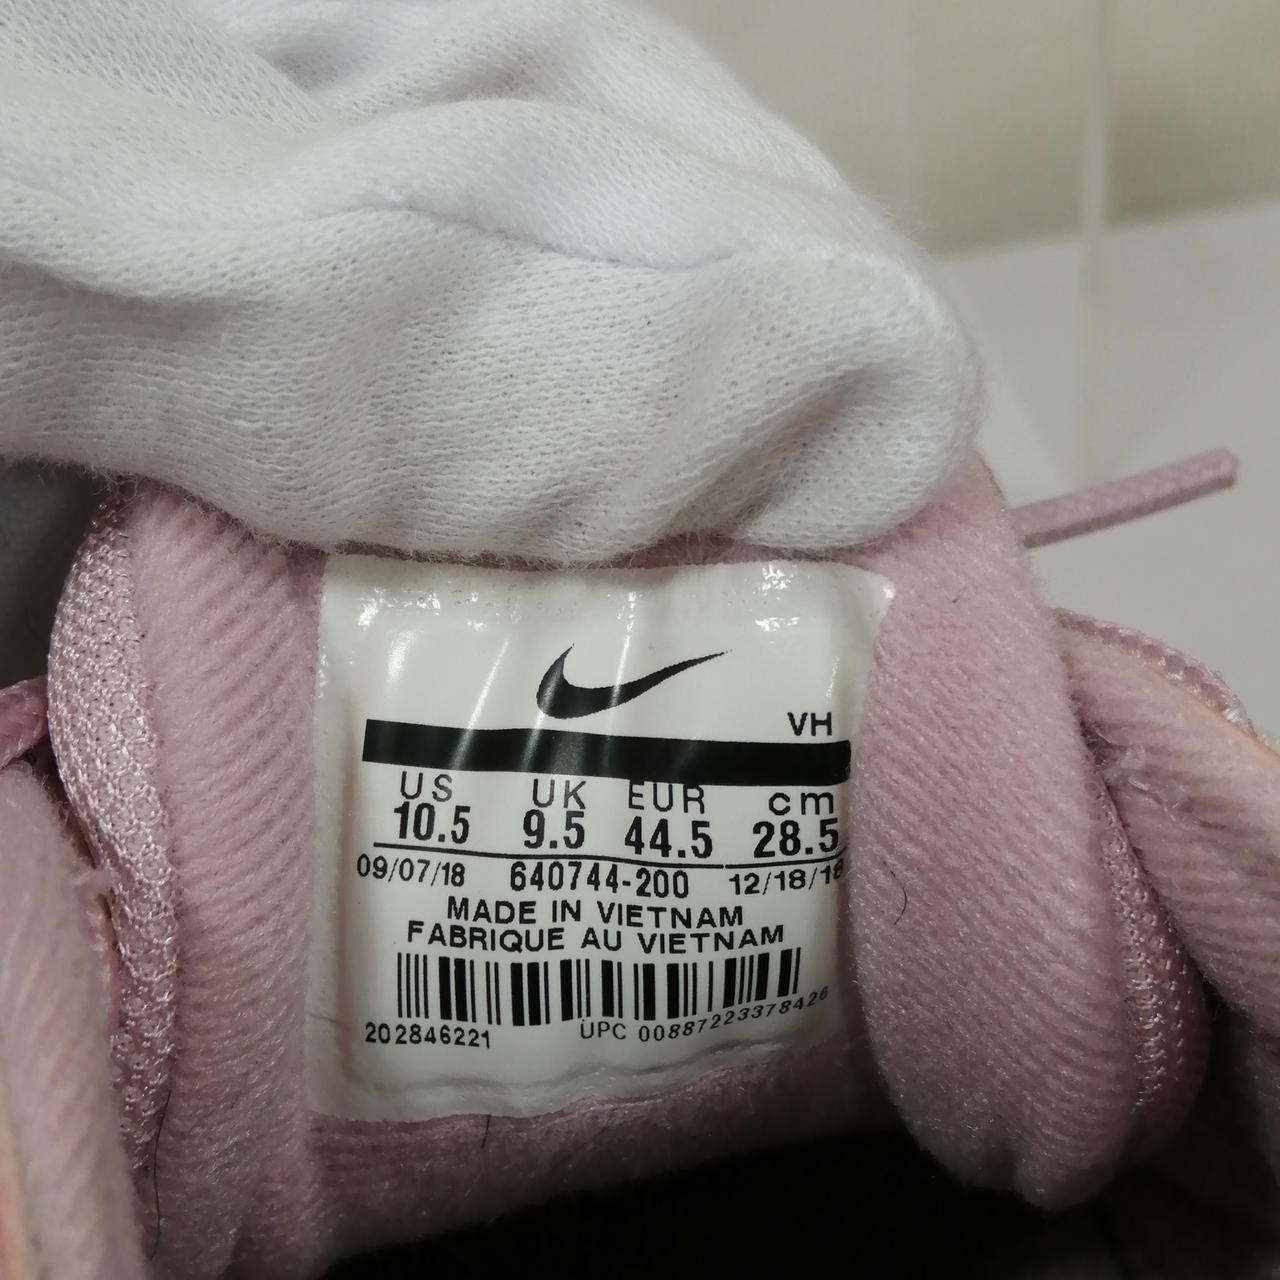 VH
US UK EUR cm
10.5 9.5 44.5 28.5
09/07/18 640744-200 12/18/18
MADE IN VIETNAM
FABRIQUE AU VIETNAM
202846221 UPC 00887223378426